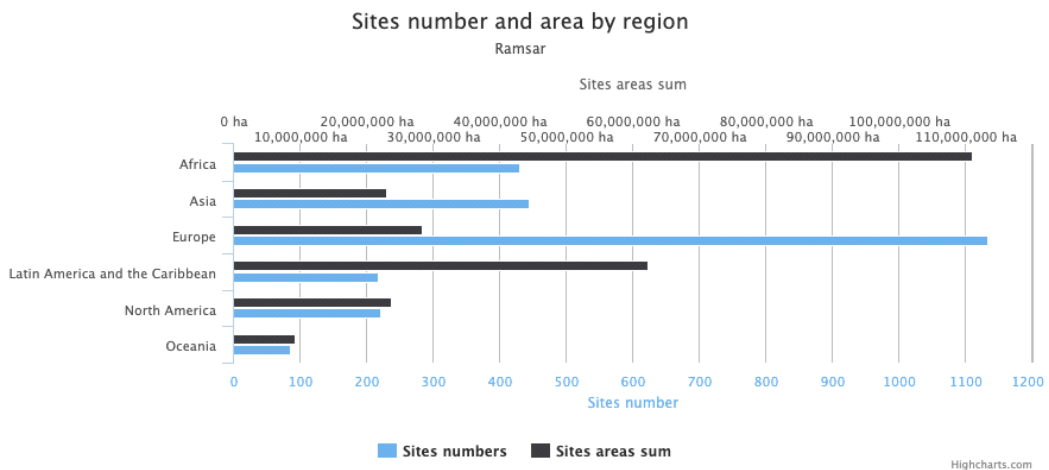 Sites number and area by region
Ramsar
Sites areas sum
0 ha 20,000,000 ha 40,000,000 ha 60,000,000 ha 80,000,000 ha 100,000,000 ha
10,000,000 ha 30,000,000 ha 50,000,000 ha 70,000,000 ha 90,000,000 ha 110,000,000 ha
Africa
Asia
Europe
Latin America and the Caribbean
North America
Oceania
0 100 200 300 400 500 600 700 800 900 1000 1100 1200
Sites number
Sites numbers Sites areas sum
Highcharts.com